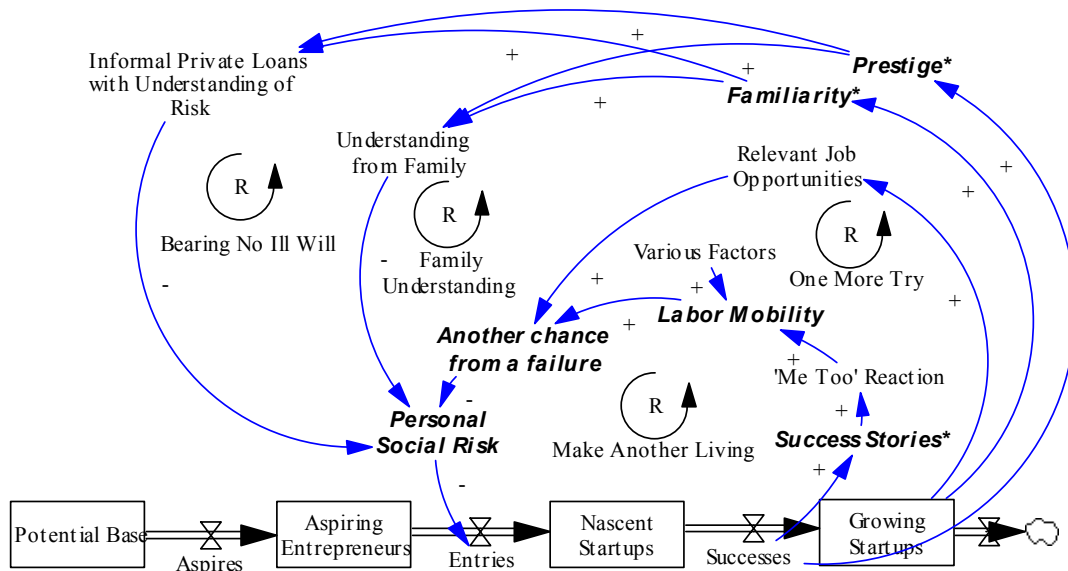 Informal Private Loans
with Understanding of
Risk
+
+
Prestige*
+
Familiarity*
+
Understanding
from Family
Relevant Job
Opportunities
+
+
R
Bearing No Ill Will
R
Family
Understanding
R
One More Try
Various Factors
-
-
+
+
+
Labor Mobility
+
Another chance
from a failure
+
'Me Too' Reaction
-
R
Make Another Living
+
Personal
Social Risk
Success Stories*
+
-
Potential Base
Aspires
Aspiring
Entrepreneurs
Entries
Nascent
Startups
Successes
Growing
Startups